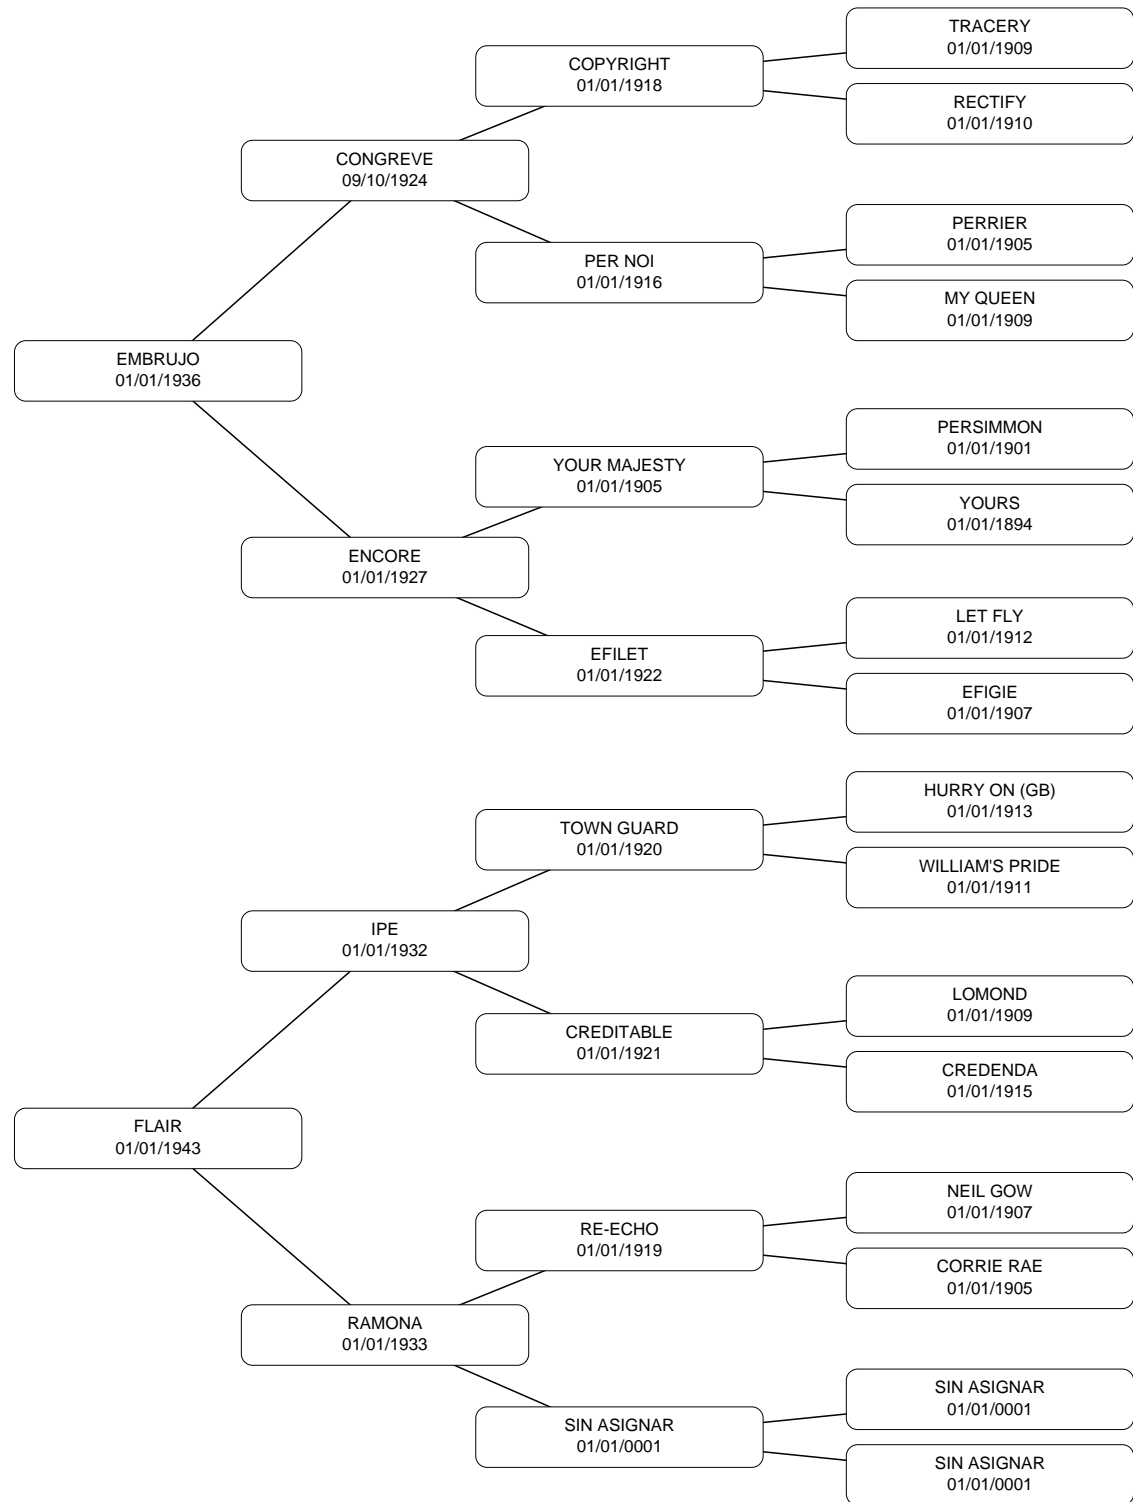 TRACERY
01/01/1909
COPYRIGHT
01/01/1918
RECTIFY
01/01/1910
CONGREVE
09/10/1924
PERRIER
01/01/1905
PER NOI
01/01/1916
MY QUEEN
01/01/1909
EMBRUJO
01/01/1936
PERSIMMON
01/01/1901
YOUR MAJESTY
01/01/1905
YOURS
01/01/1894
ENCORE
01/01/1927
LET FLY
01/01/1912
EFILET
01/01/1922
EFIGIE
01/01/1907
HURRY ON (GB)
01/01/1913
TOWN GUARD
01/01/1920
WILLIAM'S PRIDE
01/01/1911
IPE
01/01/1932
LOMOND
01/01/1909
CREDITABLE
01/01/1921
CREDENDA
01/01/1915
FLAIR
01/01/1943
NEIL GOW
01/01/1907
RE-ECHO
01/01/1919
CORRIE RAE
01/01/1905
RAMONA
01/01/1933
SIN ASIGNAR
01/01/0001
SIN ASIGNAR
01/01/0001
SIN ASIGNAR
01/01/0001